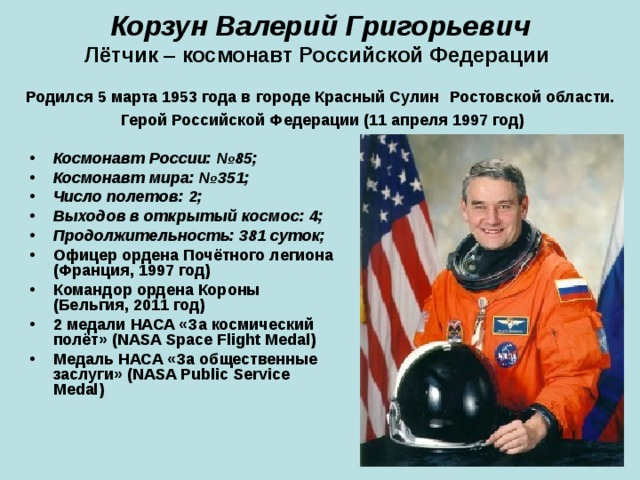 Корзун Валерий Григорьевич
Лётчик – космонавт Российской Федерации
Родился 5 марта 1953 года в городе Красный Сулин Ростовской области.
Герой Российской Федерации (11 апреля 1997 год)
• Космонавт России: №85;
• Космонавт мира: №351;
• Число полетов: 2;
• Выходов в открытый космос: 4;
• Продолжительность: 381 суток;
• Офицер ордена Почётного легиона
(Франция, 1997 год)
• Командор ордена Короны
(Бельгия, 2011 год)
• 2 медали НАСА «За космический
полёт» (NASA Space Flight Medal)
• Медаль НАСА «За общественные
заслуги» (NASA Public Service
Medal)
NASA